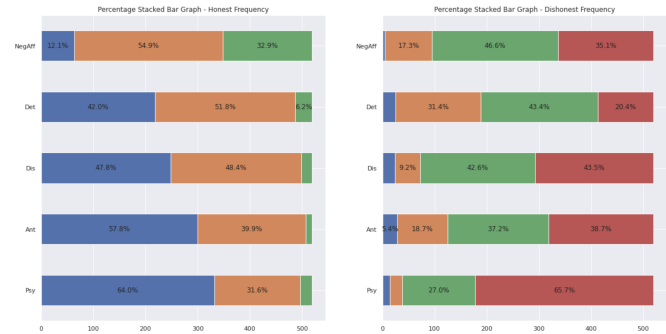 Percentage Stacked Bar Graph - Honest Frequency
NegAff 12.1% 54.9% 32.9%
Det 42.0% 51.8% 6.2%
Dis 47.8% 48.4%
Ant 57.8% 39.9%
Psy 64.0% 31.6%
0 100 200 300 400 500
Percentage Stacked Bar Graph - Dishonest Frequency
NegAff 17.3% 46.6% 35.1%
Det 31.4% 43.4% 20.4%
Dis 9.2% 42.6% 43.5%
Ant 5.4% 18.7% 37.2% 38.7%
Psy 27.0% 65.7%
0 100 200 300 400 500